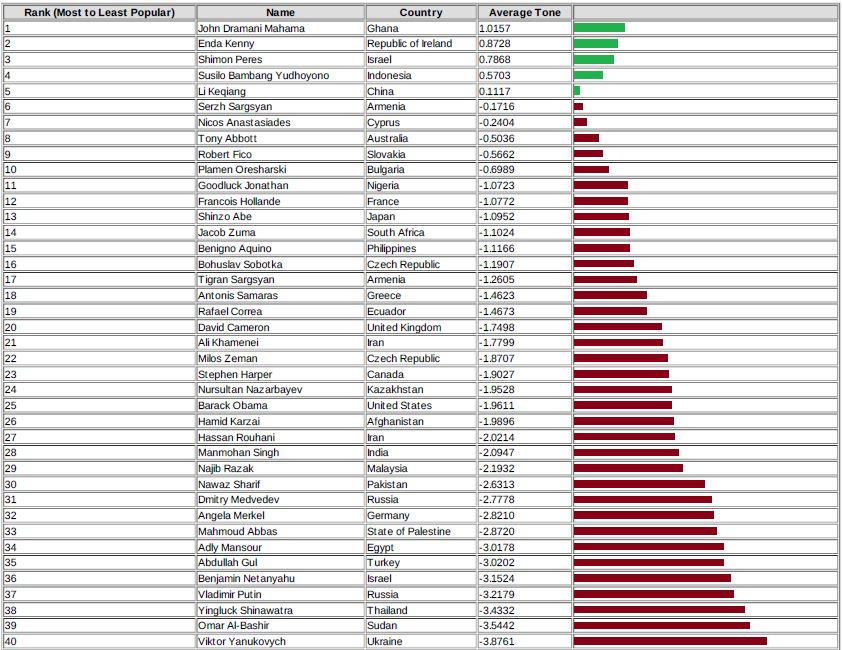 Rank (Most to Least Popular) Name Country Average Tone
1 John Dramani Mahama Ghana 1.0157
2 Enda Kenny Republic of Ireland 0.8728
3 Shimon Peres Israel 0.7868
4 Susilo Bambang Yudhoyono Indonesia 0.5703
5 Li Keqiang China 0.1117
6 Serzh Sargsyan Armenia -0.1716
7 Nicos Anastasiades Cyprus -0.2404
8 Tony Abbott Australia -0.5036
9 Robert Fico Slovakia -0.5662
10 Plamen Oresharski Bulgaria -0.6989
11 Goodluck Jonathan Nigeria -1.0723
12 Francois Hollande France -1.0772
13 Shinzo Abe Japan -1.0952
14 Jacob Zuma South Africa -1.1024
15 Benigno Aquino Philippines -1.1166
16 Bohuslav Sobotka Czech Republic -1.1907
17 Tigran Sargsyan Armenia -1.2605
18 Antonis Samaras Greece -1.4623
19 Rafael Correa Ecuador -1.4673
20 David Cameron United Kingdom -1.7498
21 Ali Khamenei Iran -1.7799
22 Milos Zeman Czech Republic -1.8707
23 Stephen Harper Canada -1.9027
24 Nursultan Nazarbayev Kazakhstan -1.9528
25 Barack Obama United States -1.9611
26 Hamid Karzai Afghanistan -1.9896
27 Hassan Rouhani Iran -2.0214
28 Manmohan Singh India -2.0947
29 Najib Razak Malaysia -2.1932
30 Nawaz Sharif Pakistan -2.6313
31 Dmitry Medvedev Russia -2.7778
32 Angela Merkel Germany -2.8210
33 Mahmoud Abbas State of Palestine -2.8720
34 Adly Mansour Egypt -3.0178
35 Abdullah Gul Turkey -3.0202
36 Benjamin Netanyahu Israel -3.1524
37 Vladimir Putin Russia -3.2179
38 Yingluck Shinawatra Thailand -3.4332
39 Omar Al-Bashir Sudan -3.5442
40 Viktor Yanukovych Ukraine -3.8761